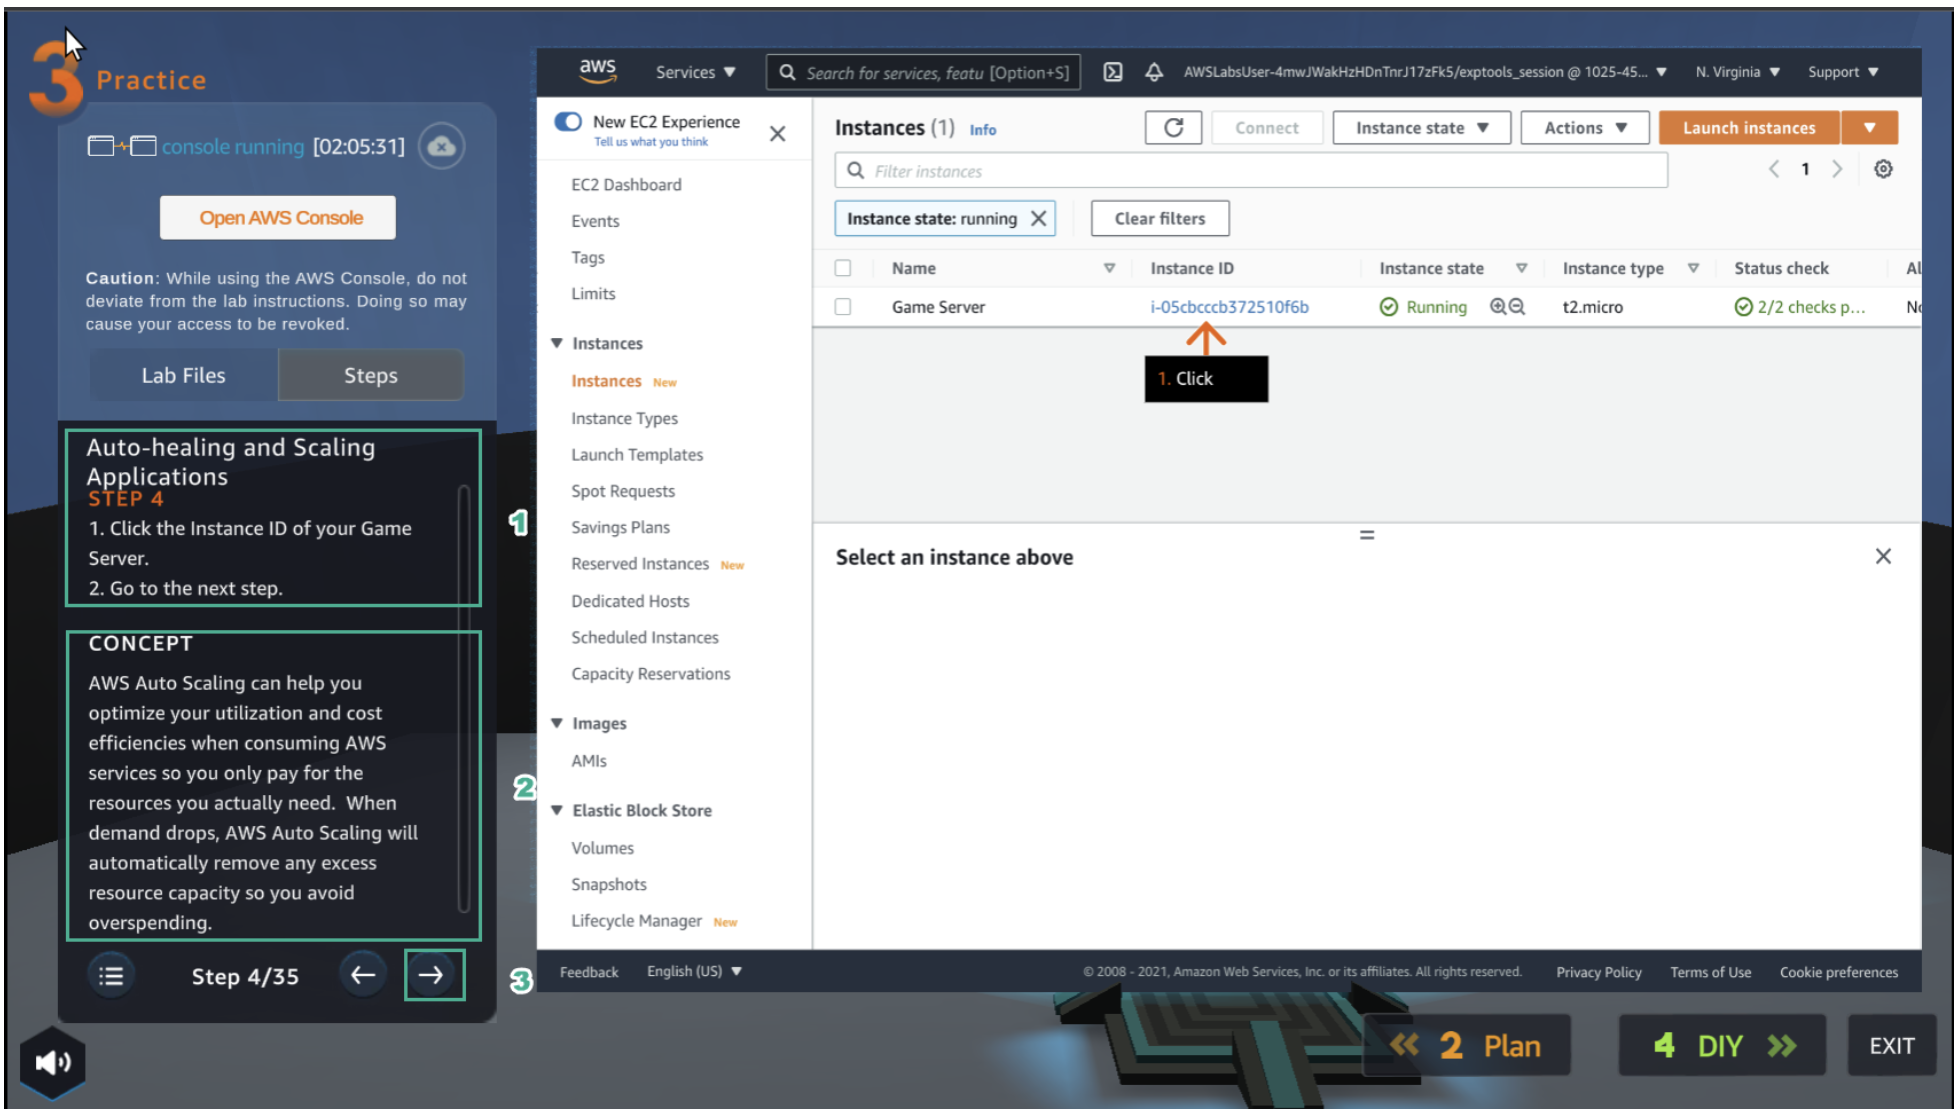 3 Practice
console running [02:05:31]
Open AWS Console
Caution: While using the AWS Console, do not
deviate from the lab instructions. Doing so may
cause your access to be revoked.
Lab Files
Steps
Auto-healing and Scaling
Applications
STEP 4
1. Click the Instance ID of your Game
Server.
2. Go to the next step.
1
CONCEPT
AWS Auto Scaling can help you
optimize your utilization and cost
efficiencies when consuming AWS
services so you only pay for the
resources you actually need. When
demand drops, AWS Auto Scaling will
automatically remove any excess
resource capacity so you avoid
overspending.
2
Step 4/35
3
aws
Services
Search for services, featu [Option+S]
AWSLabsUser-4mwJWakHzHDnTnrJ17zFk5/exptools_session @ 1025-45...
N. Virginia
Support
New EC2 Experience
Tell us what you think
EC2 Dashboard
Events
Tags
Limits
Instances
Instances New
Instance Types
Launch Templates
Spot Requests
Savings Plans
Reserved Instances New
Dedicated Hosts
Scheduled Instances
Capacity Reservations
Images
AMIs
Elastic Block Store
Volumes
Snapshots
Lifecycle Manager New
Instances (1) Info
Connect
Instance state
Actions
Launch instances
Filter instances
1
Instance state: running
Clear filters
Name Instance ID Instance state Instance type Status check Al
Game Server i-05cbcccb372510f6b Running t2.micro 2/2 checks p... No
1. Click
Select an instance above
Feedback English (US) © 2008 - 2021, Amazon Web Services, Inc. or its affiliates. All rights reserved. Privacy Policy Terms of Use Cookie preferences
2 Plan
4 DIY
EXIT